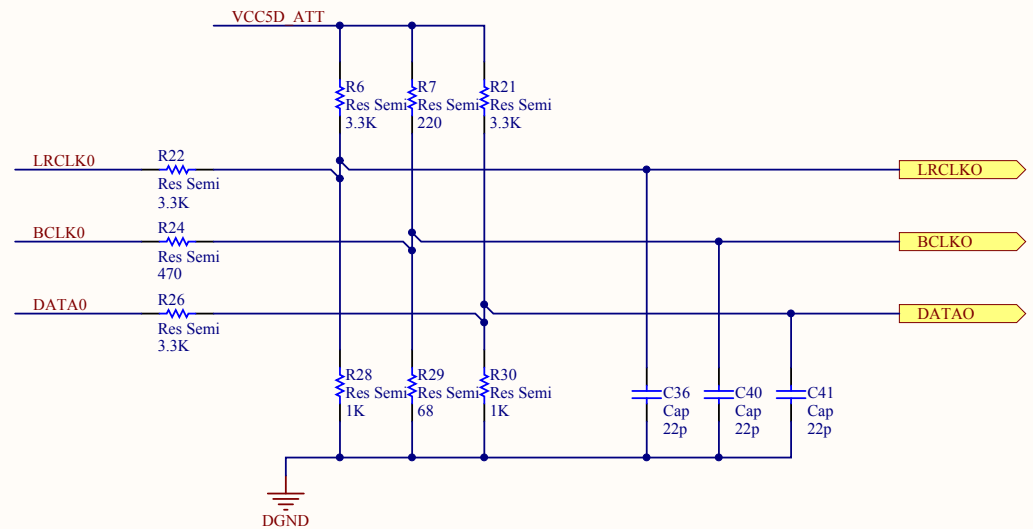 VCC5D_ATT
R6
Res Semi
3.3K
R7
Res Semi
220
R21
Res Semi
3.3K
LRCLK0
R22
Res Semi
3.3K
LRCLKO
BCLK0
R24
Res Semi
470
BCLKO
DATA0
R26
Res Semi
3.3K
DATAO
R28
Res Semi
1K
R29
Res Semi
68
R30
Res Semi
1K
C36
Cap
22p
C40
Cap
22p
C41
Cap
22p
DGND